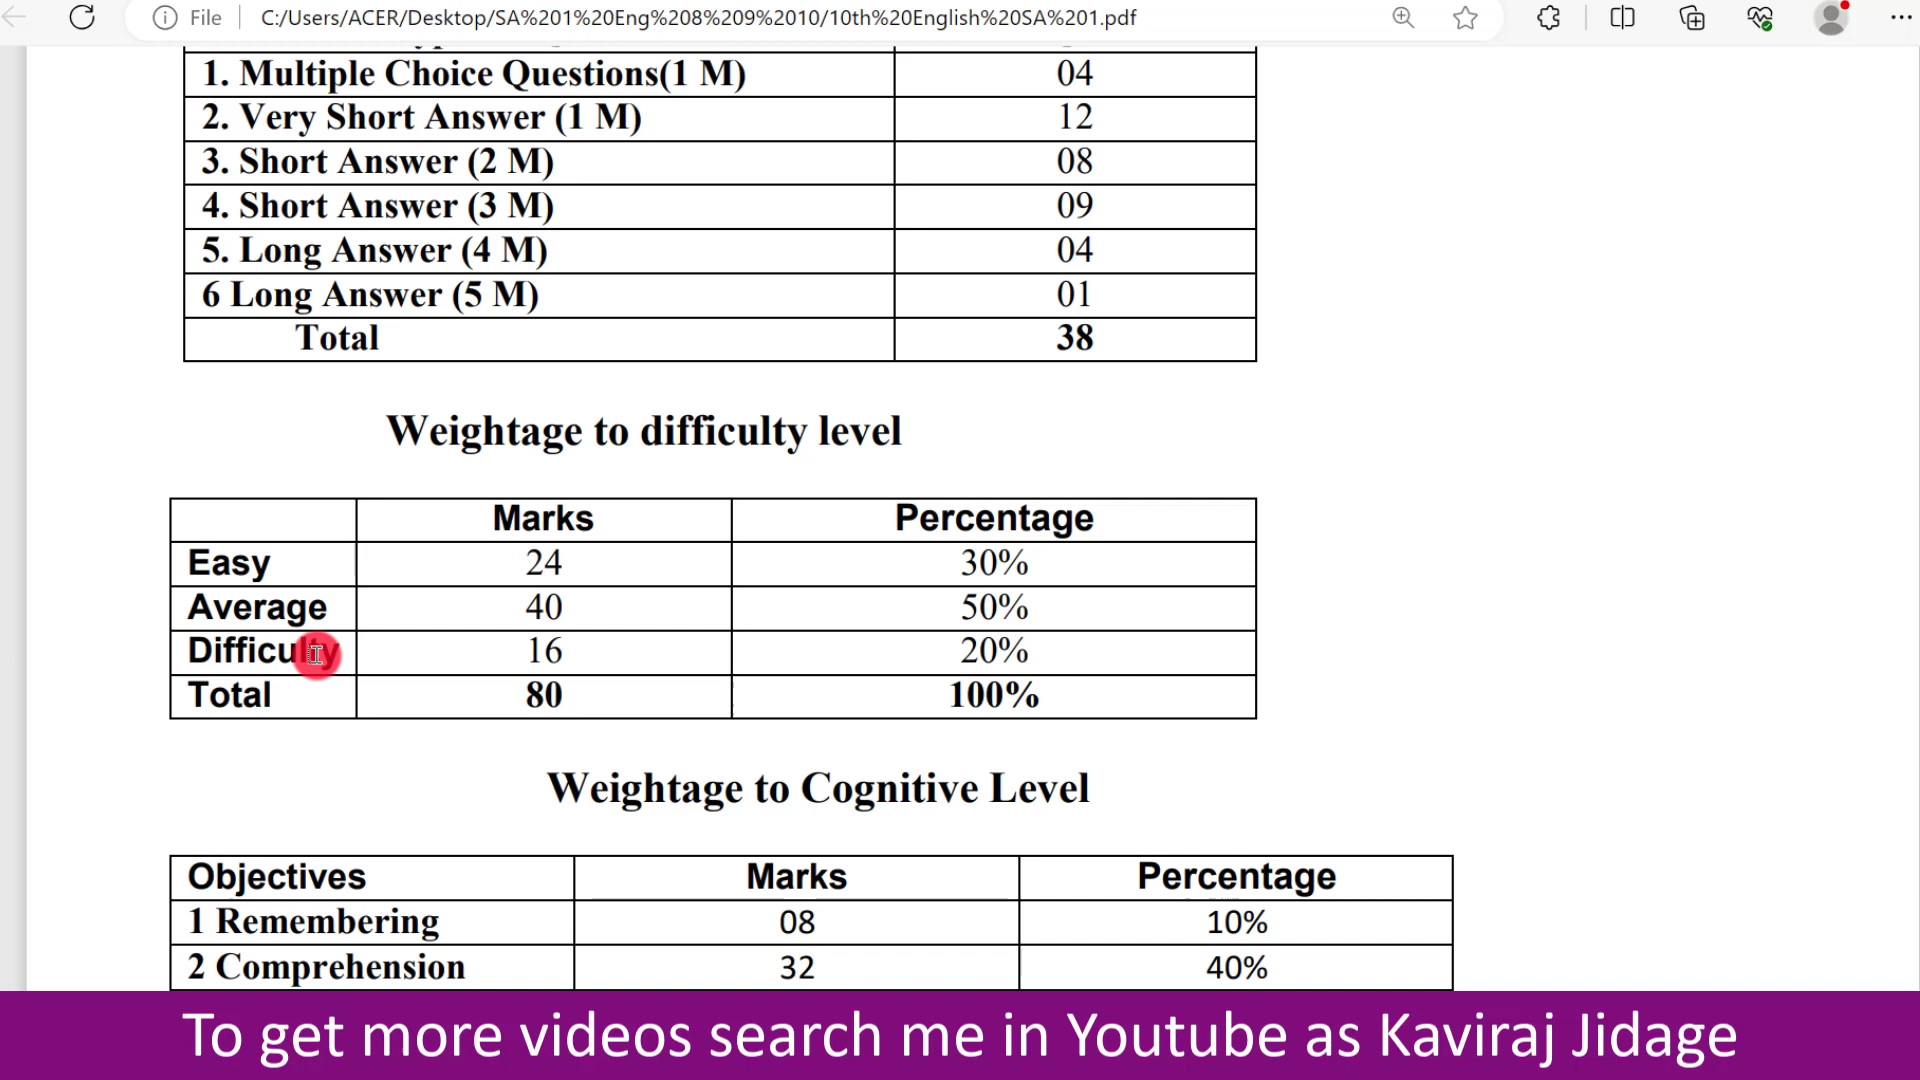 File C:/Users/ACER/Desktop/SA%201%20Eng%208%209%2010/10th%20English%20SA%201.pdf
1. Multiple Choice Questions(1 M) 04
2. Very Short Answer (1 M) 12
3. Short Answer (2 M) 08
4. Short Answer (3 M) 09
5. Long Answer (4 M) 04
6 Long Answer (5 M) 01
Total 38
Weightage to difficulty level
Marks Percentage
Easy 24 30%
Average 40 50%
Difficulty 16 20%
Total 80 100%
Weightage to Cognitive Level
Objectives Marks Percentage
1 Remembering 08 10%
2 Comprehension 32 40%
To get more videos search me in Youtube as Kaviraj Jidage